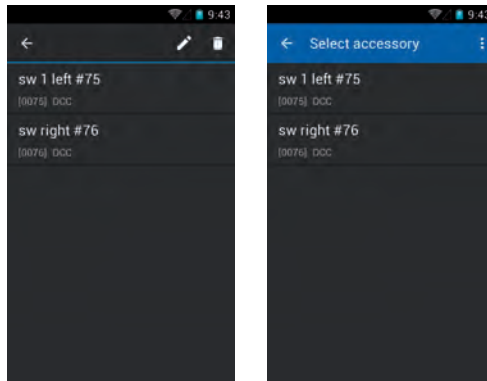 9:43
sw 1 left #75
[0075] DCC
sw right #76
[0076] DCC
9:43
Select accessory
sw 1 left #75
[0075] DCC
sw right #76
[0076] DCC